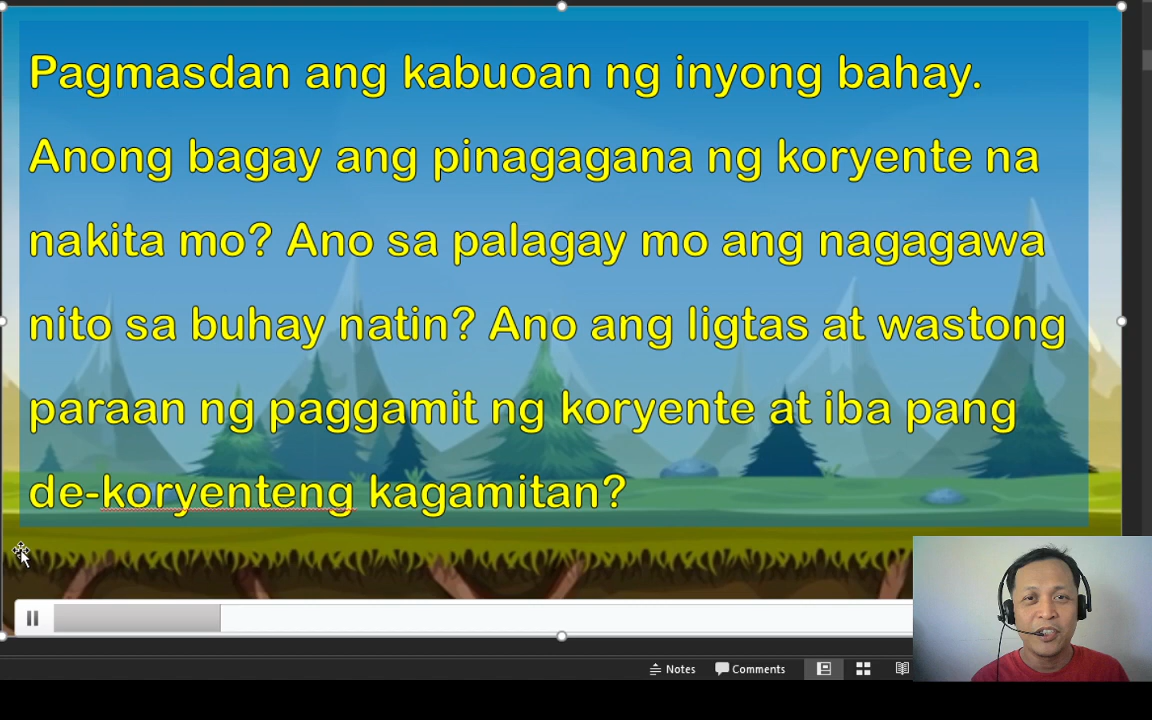 Pagmasdan ang kabuoan ng inyong bahay.
Anong bagay ang pinagagana ng koryente na
nakita mo? Ano sa palagay mo ang nagagawa
nito sa buhay natin? Ano ang ligtas at wastong
paraan ng paggamit ng koryente at iba pang
de-koryenteng kagamitan?
Notes Comments